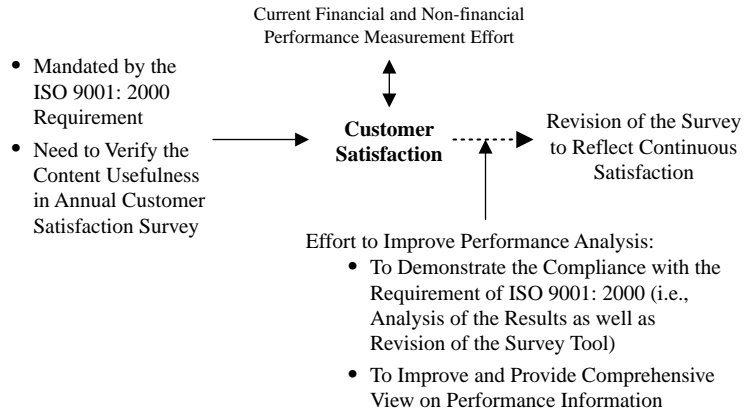 Current Financial and Non-financial
Performance Measurement Effort
• Mandated by the
ISO 9001: 2000
Requirement
• Need to Verify the
Content Usefulness
in Annual Customer
Satisfaction Survey
Customer
Satisfaction
Revision of the Survey
to Reflect Continuous
Satisfaction
Effort to Improve Performance Analysis:
• To Demonstrate the Compliance with the
Requirement of ISO 9001: 2000 (i.e.,
Analysis of the Results as well as
Revision of the Survey Tool)
• To Improve and Provide Comprehensive
View on Performance Information